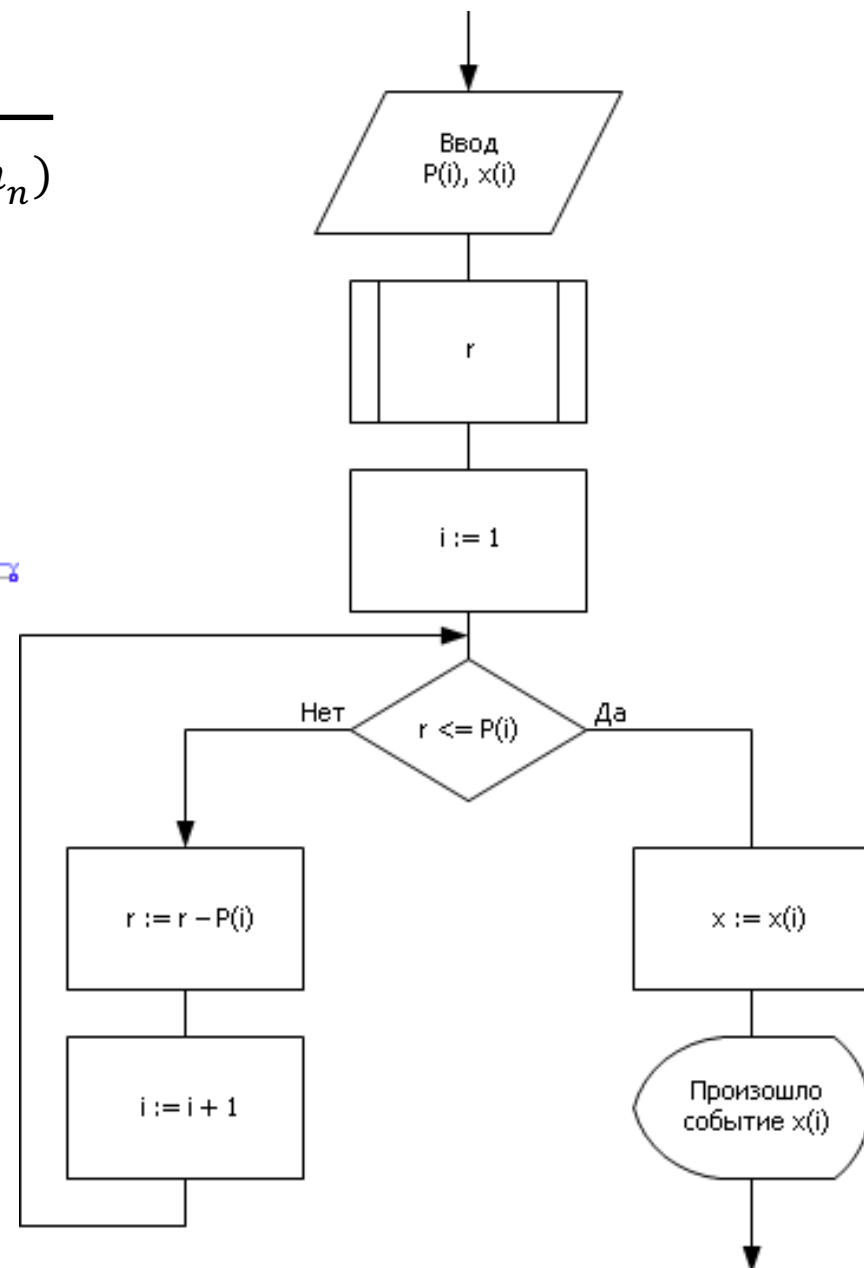 Ввод
P(i), x(i)
n)
r
i := 1
r <= P(i)
Нет
Да
r := r – P(i)
x := x(i)
i := i + 1
Произошло
событие x(i)